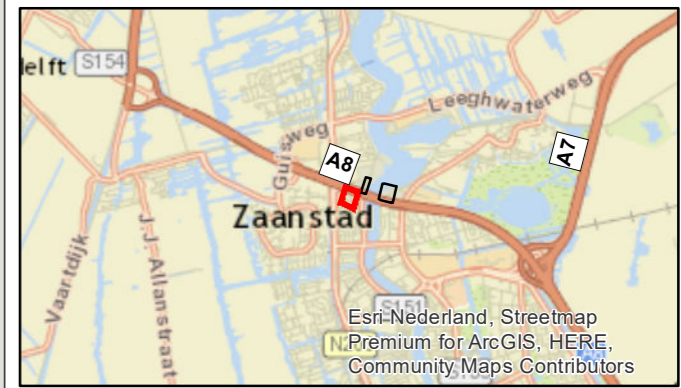 elft
S154
Leeghwaterweg
Guisweg
A8
A7
Zaanstad
Vaartdijk
J.J. Allanstraat
S151
Esri Nederland, Streetmap
Premium for ArcGIS, HERE,
Community Maps Contributors